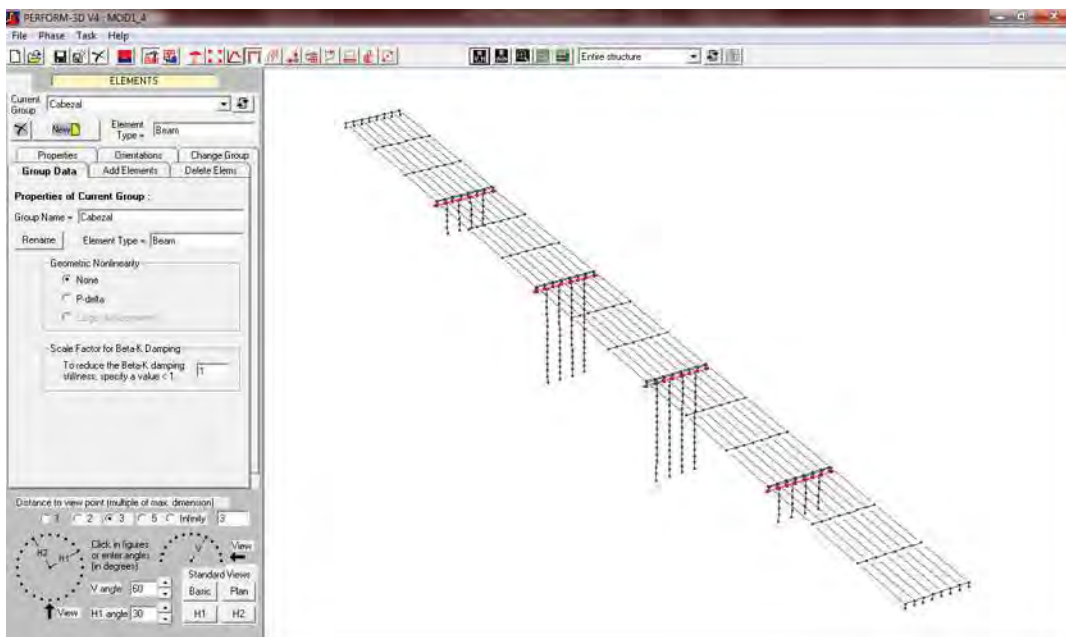 PERFORM-3D V4 : MOD1_4
File Phase Task Help
Entire structure
ELEMENTS
Current Group
Cabezal
New
Element Type =
Beam
Properties
Orientations
Change Group
Group Data
Add Elements
Delete Elems
Properties of Current Group :
Group Name =
Cabezal
Rename
Element Type =
Beam
Geometric Nonlinearity
None
P-delta
Scale Factor for Beta-K Damping
To reduce the Beta-K damping
stiffness, specify a value < 1.
1
Distance to view point (multiple of max. dimension)
1 2 3 5 Infinity 3
H2 H1
Click in figures
or enter angles
(in degrees)
V
View
V angle 60
Standard Views
Basic Plan
View
H1 angle 30
H1 H2